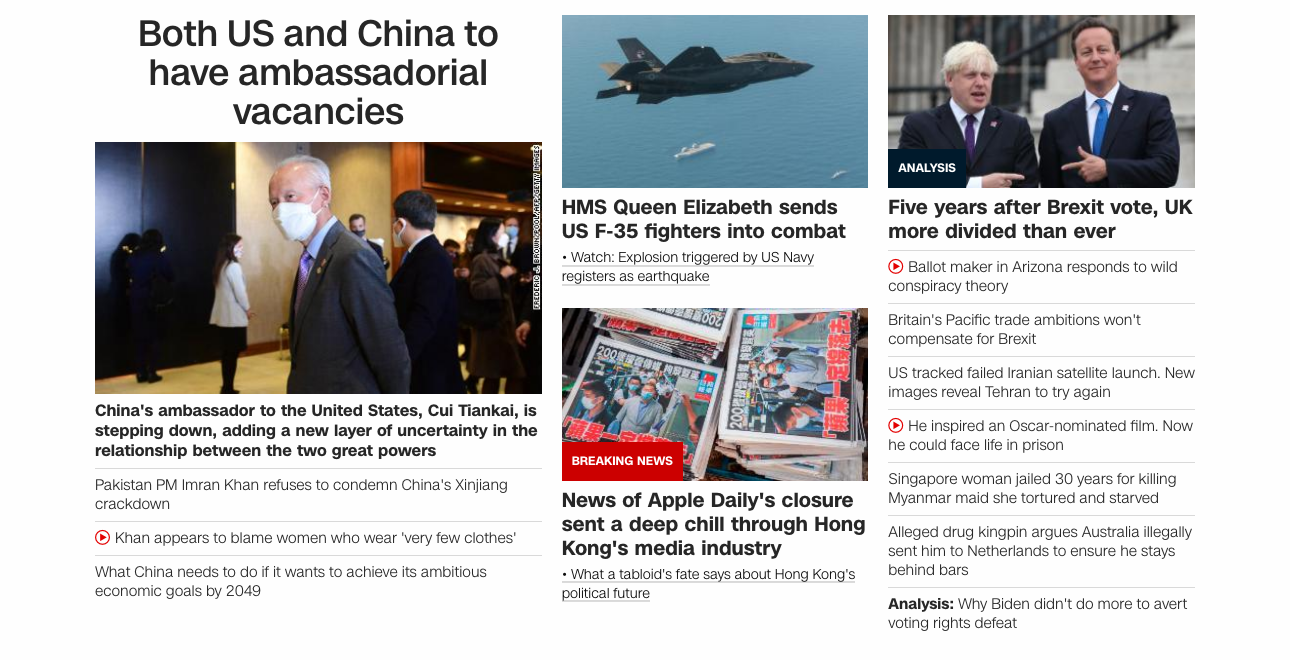 Both US and China to
have ambassadorial
vacancies
FREDERIC J. BROWN/POOL/AFP/GETTY IMAGES
China's ambassador to the United States, Cui Tiankai, is
stepping down, adding a new layer of uncertainty in the
relationship between the two great powers
Pakistan PM Imran Khan refuses to condemn China's Xinjiang
crackdown
Khan appears to blame women who wear 'very few clothes'
What China needs to do if it wants to achieve its ambitious
economic goals by 2049
HMS Queen Elizabeth sends
US F-35 fighters into combat
• Watch: Explosion triggered by US Navy
registers as earthquake
BREAKING NEWS
News of Apple Daily's closure
sent a deep chill through Hong
Kong's media industry
• What a tabloid's fate says about Hong Kong's
political future
ANALYSIS
Five years after Brexit vote, UK
more divided than ever
Ballot maker in Arizona responds to wild
conspiracy theory
Britain's Pacific trade ambitions won't
compensate for Brexit
US tracked failed Iranian satellite launch. New
images reveal Tehran to try again
He inspired an Oscar-nominated film. Now
he could face life in prison
Singapore woman jailed 30 years for killing
Myanmar maid she tortured and starved
Alleged drug kingpin argues Australia illegally
sent him to Netherlands to ensure he stays
behind bars
Analysis: Why Biden didn't do more to avert
voting rights defeat